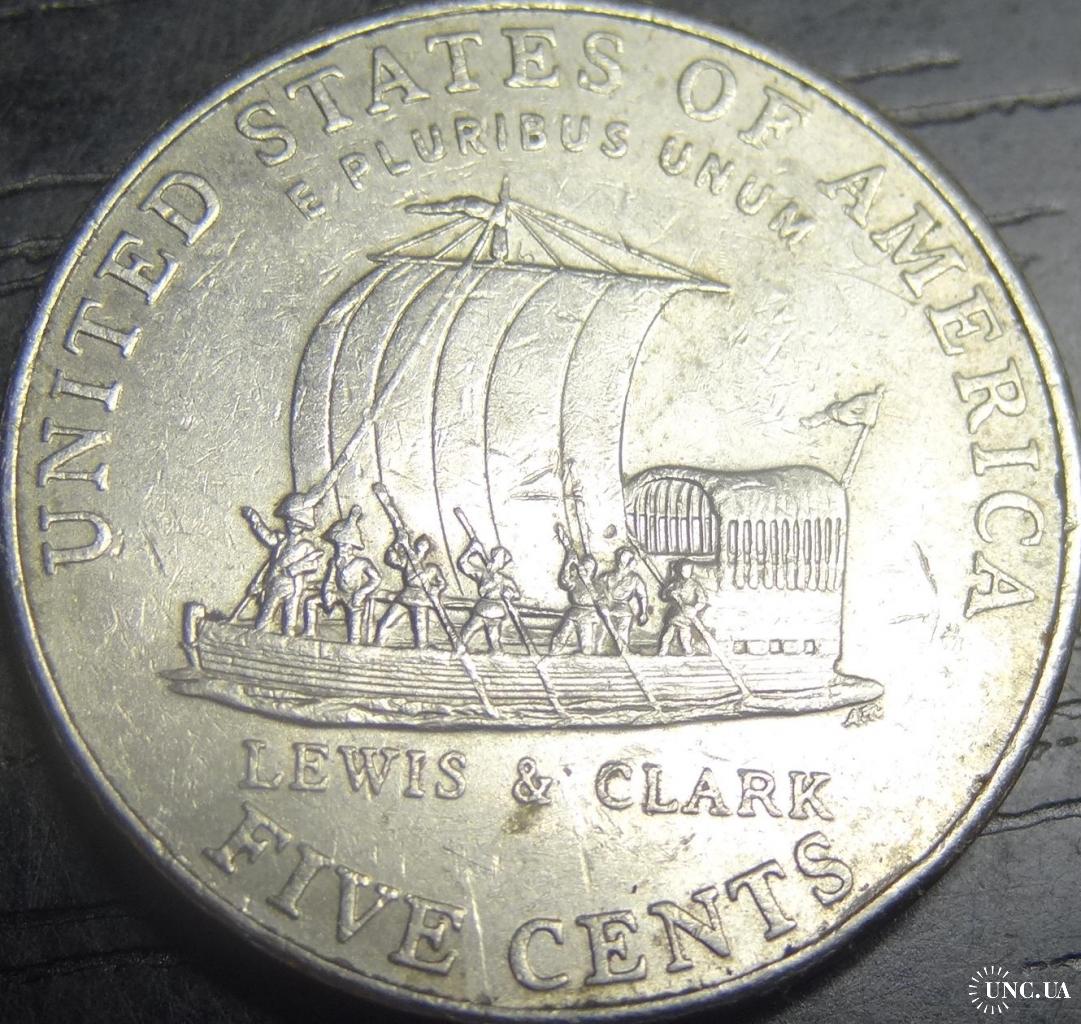 UNITED STATES OF AMERICA
E PLURIBUS UNUM
LEWIS & CLARK
FIVE CENTS
UNC.UA